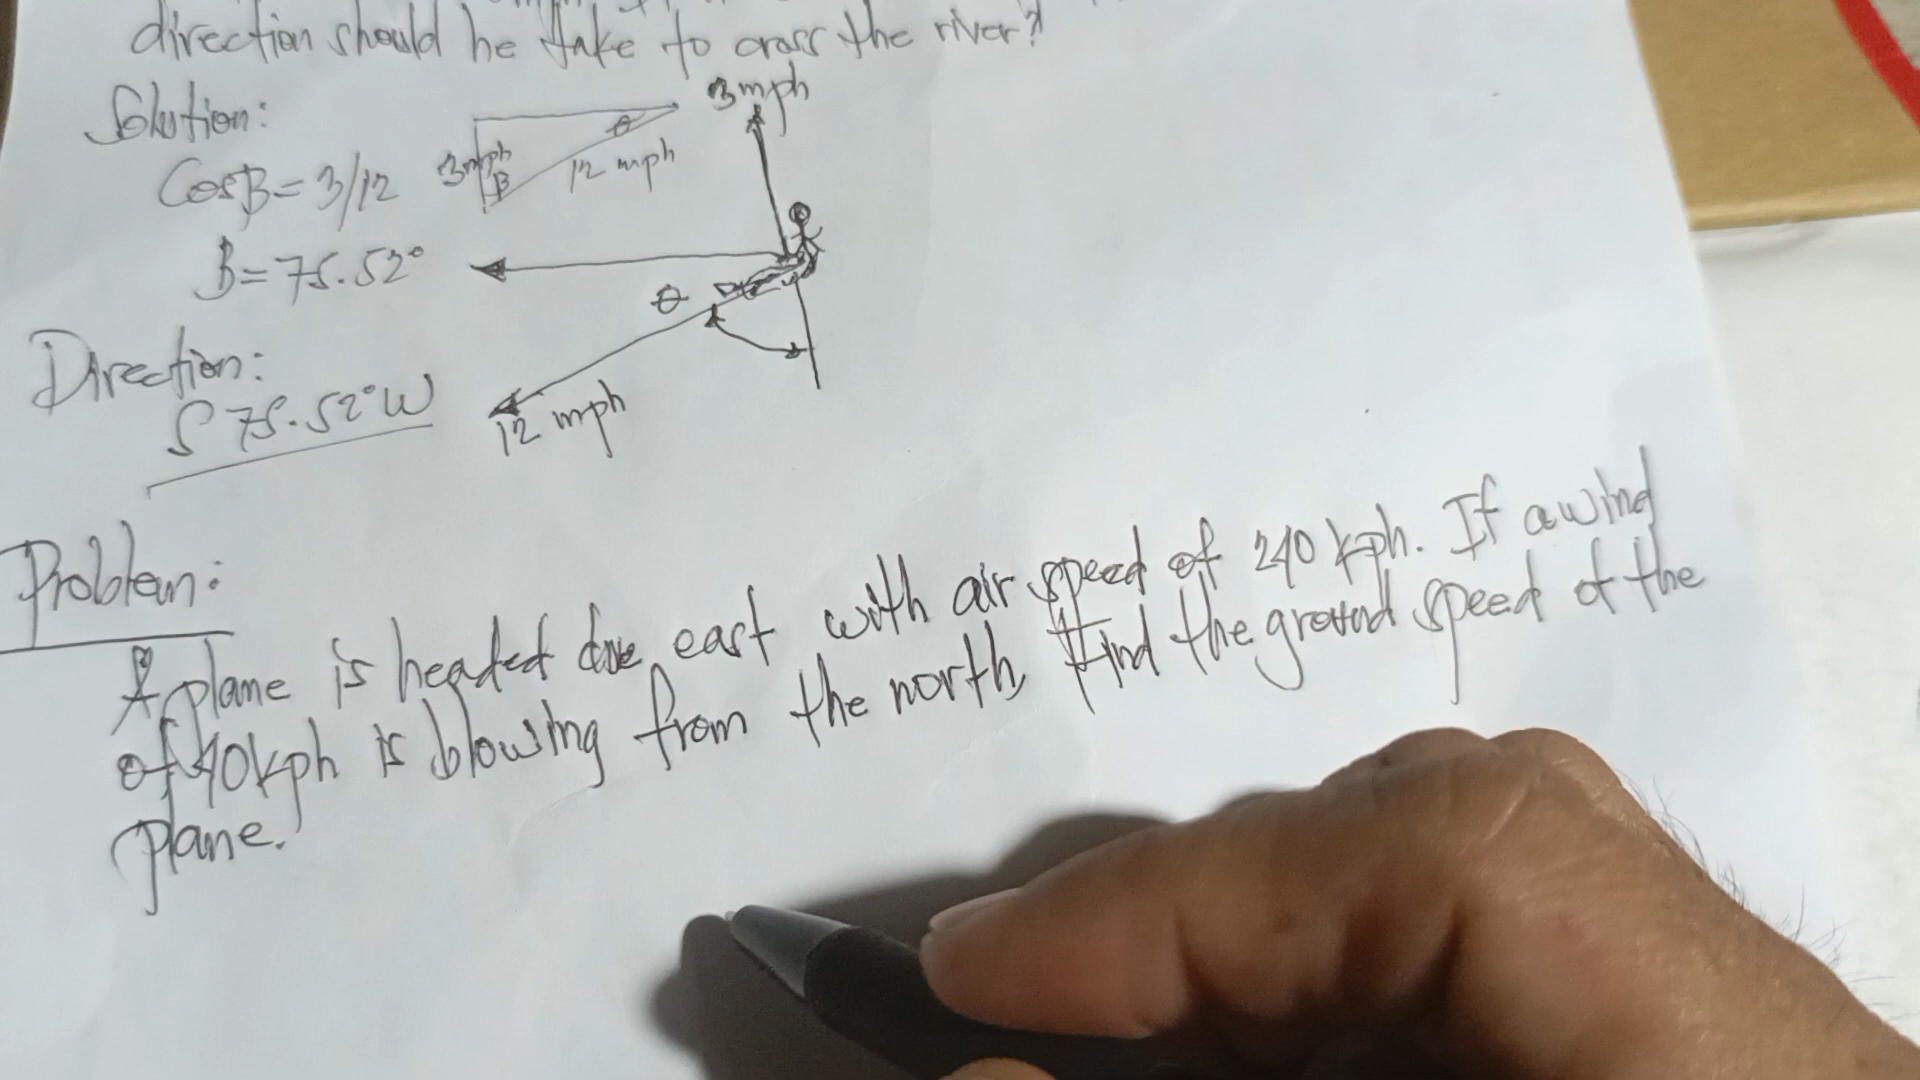 direction should he take to cross the river?
Solution:
3mph
θ
3mph
12 mph
B
CosB = 3/12
B = 75.52°
θ
Direction:
S 75.52° W
12 mph
Problem:
A plane is headed due east with air speed of 240 kph. If a wind
of 40kph is blowing from the north, Find the ground speed of the
plane.